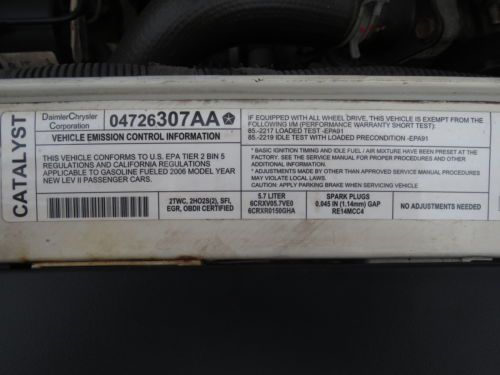 CATALYST
DaimlerChrysler
Corporation
04726307AA
VEHICLE EMISSION CONTROL INFORMATION
THIS VEHICLE CONFORMS TO U.S. EPA TIER 2 BIN 5
REGULATIONS AND CALIFORNIA REGULATIONS
APPLICABLE TO GASOLINE FUELED 2006 MODEL YEAR
NEW LEV II PASSENGER CARS.
IF EQUIPPED WITH ALL WHEEL DRIVE, THIS VEHICLE IS EXEMPT FROM THE
FOLLOWING I/M (PERFORMANCE WARRANTY SHORT TEST):
85.-2217 LOADED TEST -EPA91
85.-2219 IDLE TEST WITH LOADED PRECONDITION -EPA91
* BASIC IGNITION TIMING AND IDLE FUEL / AIR MIXTURE HAVE BEEN PRESET AT THE
FACTORY. SEE THE SERVICE MANUAL FOR PROPER PROCEDURES AND OTHER
ADDITIONAL INFORMATION.
* ADJUSTMENTS MADE BY OTHER THAN APPROVED SERVICE MANUAL PROCEDURES
MAY VIOLATE FEDERAL AND STATE LAWS.
CAUTION: APPLY PARKING BRAKE WHEN SERVICING VEHICLE
2TWC, 2HO2S(2), SFI,
EGR, OBDII CERTIFIED
5.7 LITER
6CRXV05.7VE0
6CRXR0150GHA
SPARK PLUGS
0.045 IN (1.14mm) GAP
RE14MCC4
NO ADJUSTMENTS NEEDED